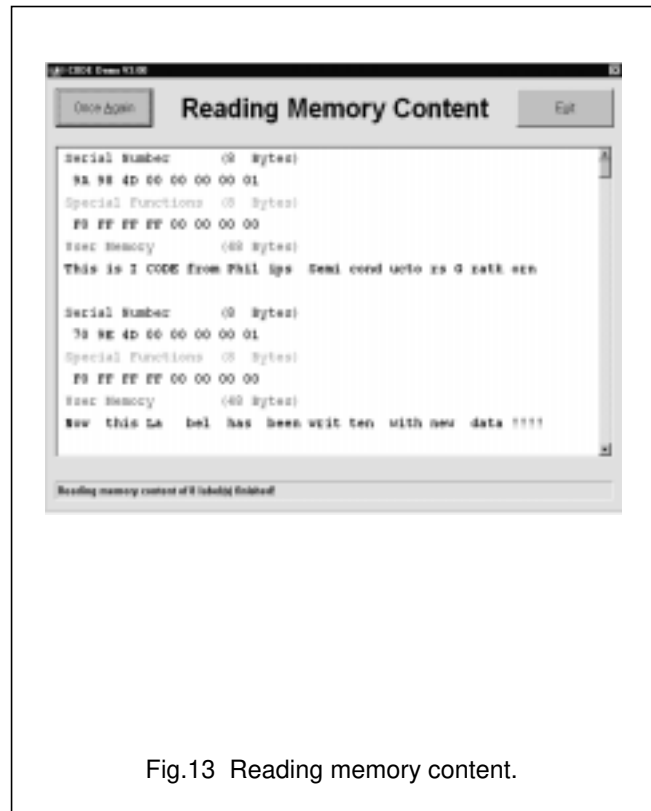 I·CODE Demo V3.00
Once Again
Reading Memory Content
Exit
Serial Number (8 Bytes)
9A 98 4D 00 00 00 00 01
Special Functions (8 Bytes)
F0 FF FF FF 00 00 00 00
User Memory (48 Bytes)
This is I CODE from Phil ips Semi cond ucto rs G ratk orn
Serial Number (8 Bytes)
70 9E 4D 00 00 00 00 01
Special Functions (8 Bytes)
F0 FF FF FF 00 00 00 00
User Memory (48 Bytes)
Now this La bel has been writ ten with new data !!!!
Reading memory content of label(s) finished!
Fig.13 Reading memory content.